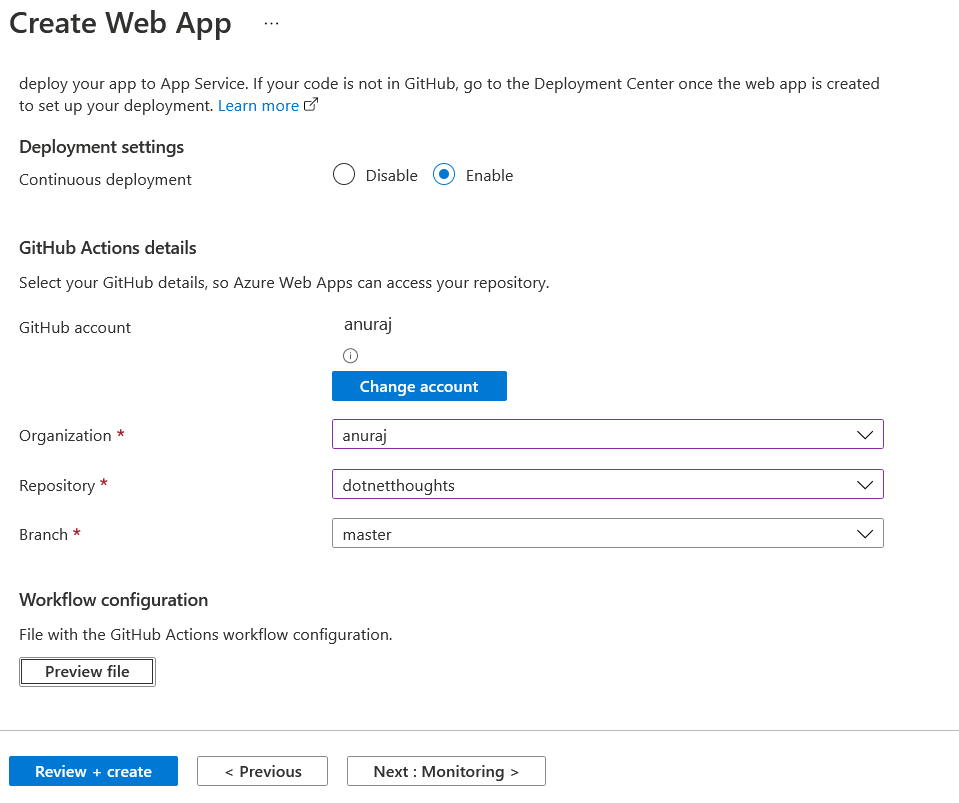 Create Web App ...
deploy your app to App Service. If your code is not in GitHub, go to the Deployment Center once the web app is created
to set up your deployment. Learn more
Deployment settings
Continuous deployment Disable Enable
GitHub Actions details
Select your GitHub details, so Azure Web Apps can access your repository.
GitHub account anuraj
Change account
Organization * anuraj
Repository * dotnetthoughts
Branch * master
Workflow configuration
File with the GitHub Actions workflow configuration.
Preview file
Review + create < Previous Next : Monitoring >